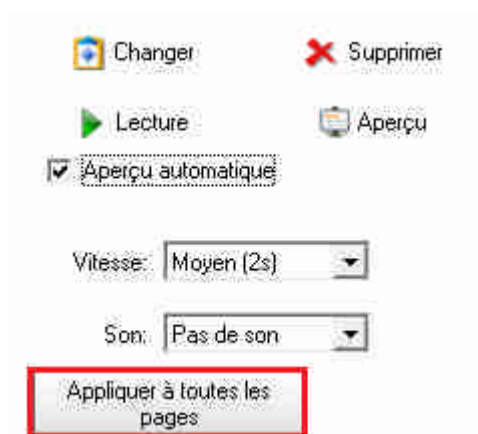 Changer Supprimer
Lecture Aperçu
Aperçu automatique
Vitesse: Moyen (2s)
Son: Pas de son
Appliquer à toutes les
pages